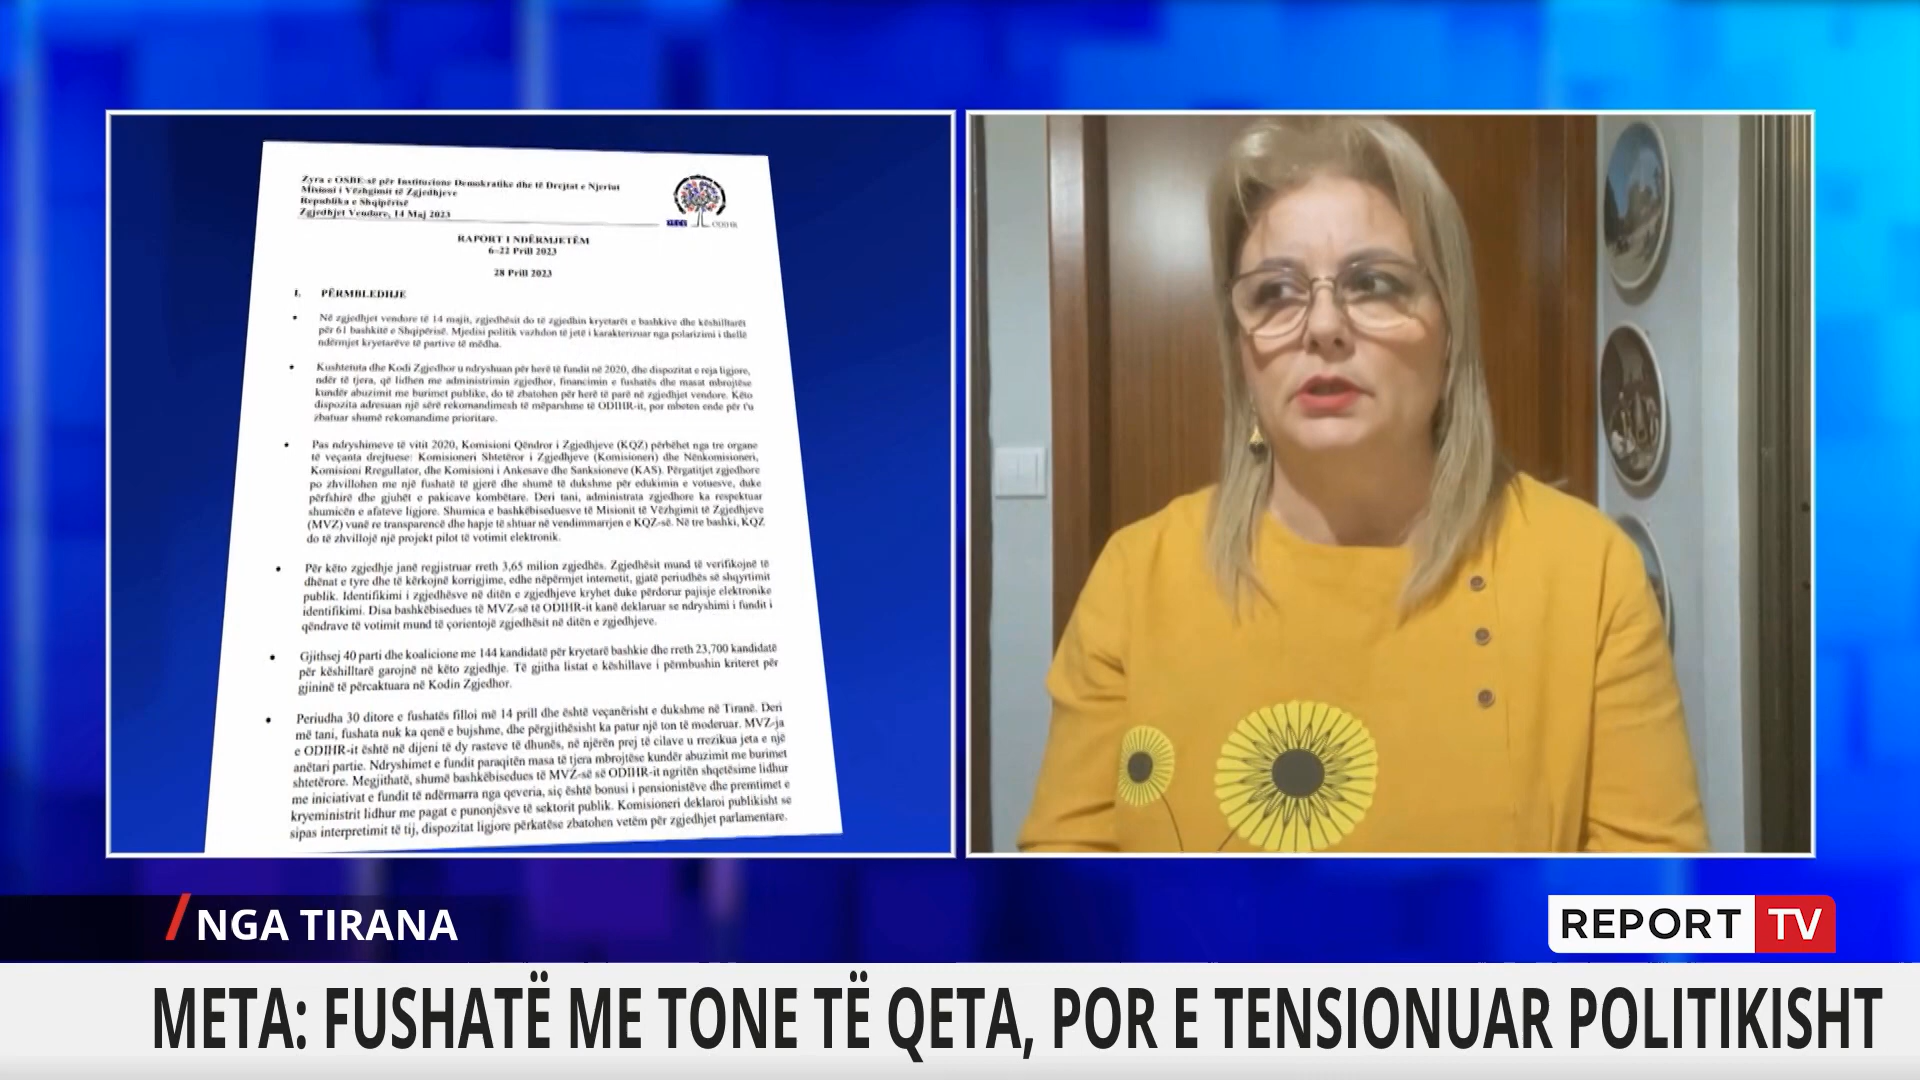 Zyra e OSBE-së për Institucione Demokratike dhe të Drejtat e Njeriut
Misioni i Vëzhgimit të Zgjedhjeve
Republika e Shqipërisë
Zgjedhjet Vendore, 14 Maj 2023
ODIHR
RAPORT I NDËRMJETËM
6–22 Prill 2023
28 Prill 2023
I. PËRMBLEDHJE
• Në zgjedhjet vendore të 14 majit, zgjedhësit do të zgjedhin kryetarët e bashkive dhe këshilltarët
për 61 bashkitë e Shqipërisë. Mjedisi politik vazhdon të jetë i karakterizuar nga polarizimi i thellë
ndërmjet kryetarëve të partive të mëdha.
• Kushtetuta dhe Kodi Zgjedhor u ndryshuan për herë të fundit në 2020, dhe dispozitat e reja ligjore,
ndër të tjera, që lidhen me administrimin zgjedhor, financimin e fushatës dhe masat mbrojtëse
kundër abuzimit me burimet publike, do të zbatohen për herë të parë në zgjedhjet vendore. Këto
dispozita adresuan një sërë rekomandimesh të mëparshme të ODIHR-it, por mbeten ende për t'u
zbatuar shumë rekomandime prioritare.
• Pas ndryshimeve të vitit 2020, Komisioni Qëndror i Zgjedhjeve (KQZ) përbëhet nga tre organe
të veçanta drejtuese: Komisioneri Shtetëror i Zgjedhjeve (Komisioneri) dhe Nënkomisioneri,
Komisioni Rregullator, dhe Komisioni i Ankesave dhe Sanksioneve (KAS). Përgatitjet zgjedhore
po zhvillohen me një fushatë të gjerë dhe shumë të dukshme për edukimin e votuesve, duke
përfshirë dhe gjuhët e pakicave kombëtare. Deri tani, administrata zgjedhore ka respektuar
shumicën e afateve ligjore. Shumica e bashkëbiseduesve të Misionit të Vëzhgimit të Zgjedhjeve
(MVZ) vunë re transparencë dhe hapje të shtuar në vendimmarrjen e KQZ-së. Në tre bashki, KQZ
do të zhvillojë një projekt pilot të votimit elektronik.
• Për këto zgjedhje janë regjistruar rreth 3,65 milion zgjedhës. Zgjedhësit mund të verifikojnë të
dhënat e tyre dhe të kërkojnë korrigjime, edhe nëpërmjet internetit, gjatë periudhës së shqyrtimit
publik. Identifikimi i zgjedhësve në ditën e zgjedhjeve kryhet duke përdorur pajisje elektronike
identifikimi. Disa bashkëbisedues të MVZ-së të ODIHR-it kanë deklaruar se ndryshimi i fundit i
qëndrave të votimit mund të çorientojë zgjedhësit në ditën e zgjedhjeve.
• Gjithsej 40 parti dhe koalicione me 144 kandidatë për kryetarë bashkie dhe rreth 23,700 kandidatë
për këshilltarë garojnë në këto zgjedhje. Të gjitha listat e këshillave i përmbushin kriteret për
gjininë të përcaktuara në Kodin Zgjedhor.
• Periudha 30 ditore e fushatës filloi më 14 prill dhe është veçanërisht e dukshme në Tiranë. Deri
më tani, fushata nuk ka qenë e bujshme, dhe përgjithësisht ka patur një ton të moderuar. MVZ-ja
e ODIHR-it është në dijeni të dy rasteve të dhunës, në njërën prej të cilave u rrezikua jeta e një
anëtari partie. Ndryshimet e fundit paraqitën masa të tjera mbrojtëse kundër abuzimit me burimet
shtetërore. Megjithatë, shumë bashkëbisedues të MVZ-së së ODIHR-it ngritën shqetësime lidhur
me iniciativat e fundit të ndërmarra nga qeveria, siç është bonusi i pensionistëve dhe premtimet e
kryeministrit lidhur me pagat e punonjësve të sektorit publik. Komisioneri deklaroi publikisht se
sipas interpretimit të tij, dispozitat ligjore përkatëse zbatohen vetëm për zgjedhjet parlamentare.
NGA TIRANA
REPORT TV
META: FUSHATË ME TONE TË QETA, POR E TENSIONUAR POLITIKISHT